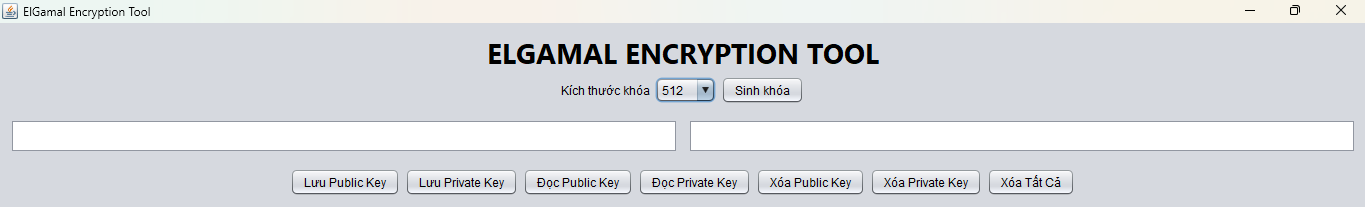 ElGamal Encryption Tool
ELGAMAL ENCRYPTION TOOL
Kích thước khóa 512 Sinh khóa
Lưu Public Key Lưu Private Key Đọc Public Key Đọc Private Key Xóa Public Key Xóa Private Key Xóa Tất Cả